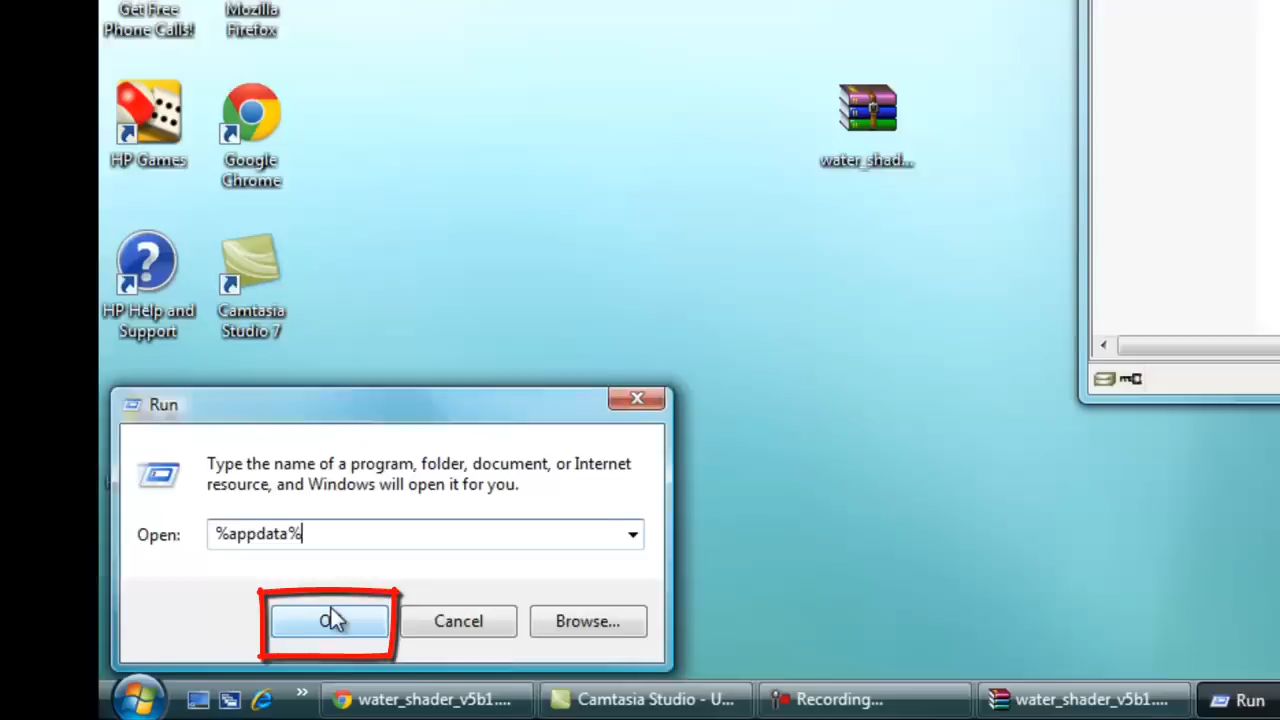 Get Free
Phone Calls!
Mozilla
Firefox
HP Games
Google
Chrome
water_shad...
HP Help and
Support
Camtasia
Studio 7
Run
Type the name of a program, folder, document, or Internet
resource, and Windows will open it for you.
Open:
%appdata%
Cancel
Browse...
water_shader_v5b1....
Camtasia Studio - U...
Recording...
water_shader_v5b1....
Run